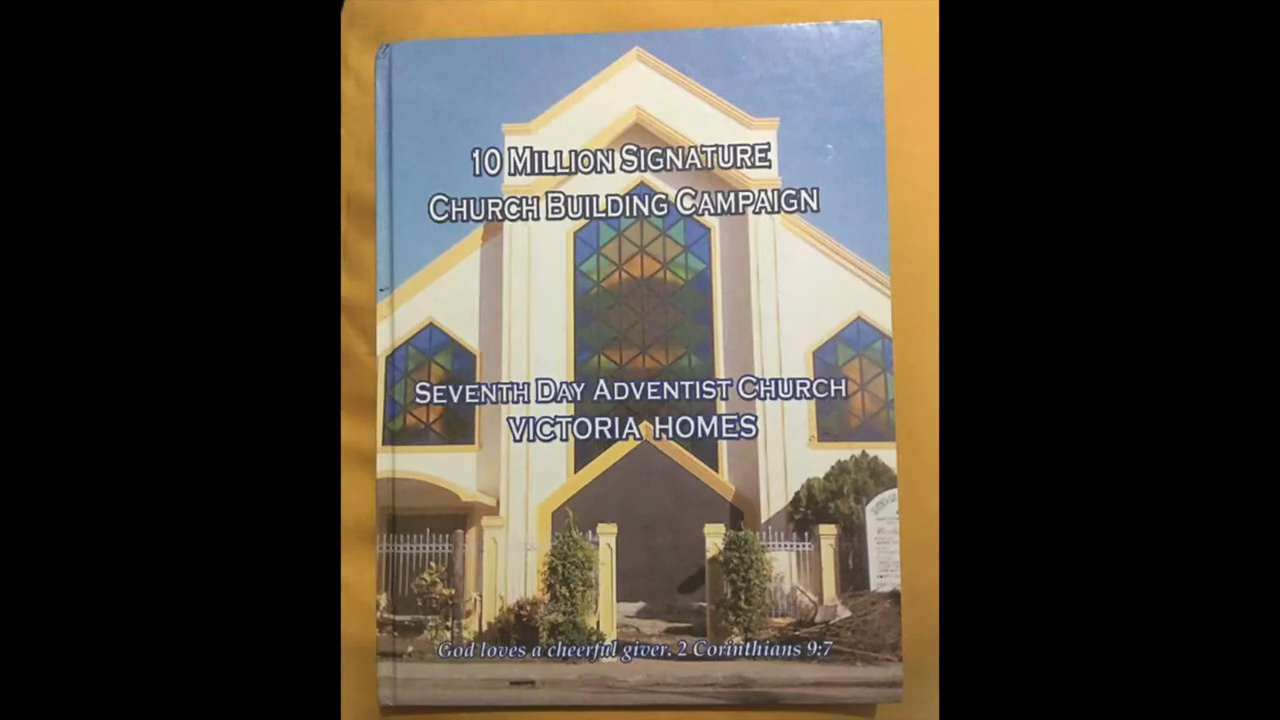 10 Million Signature
Church Building Campaign
Seventh Day Adventist Church
VICTORIA HOMES
God loves a cheerful giver. 2 Corinthians 9:7